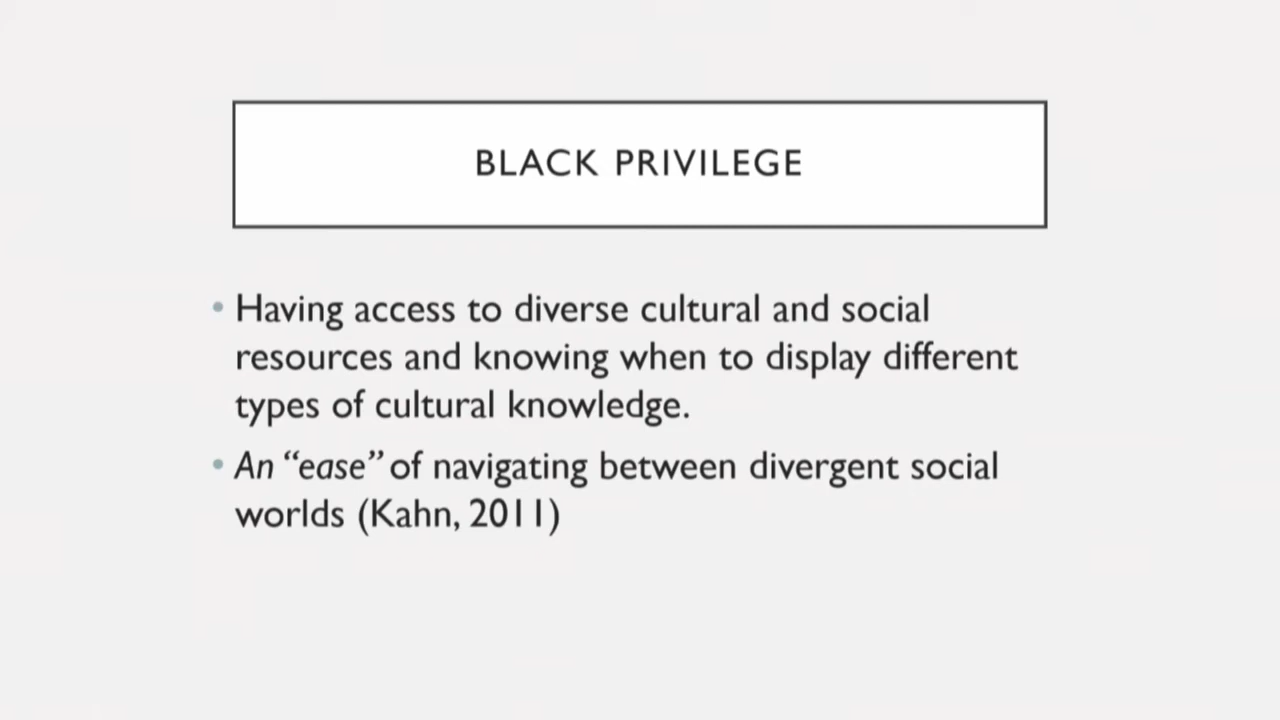 BLACK PRIVILEGE
• Having access to diverse cultural and social
resources and knowing when to display different
types of cultural knowledge.
• An “ease” of navigating between divergent social
worlds (Kahn, 2011)